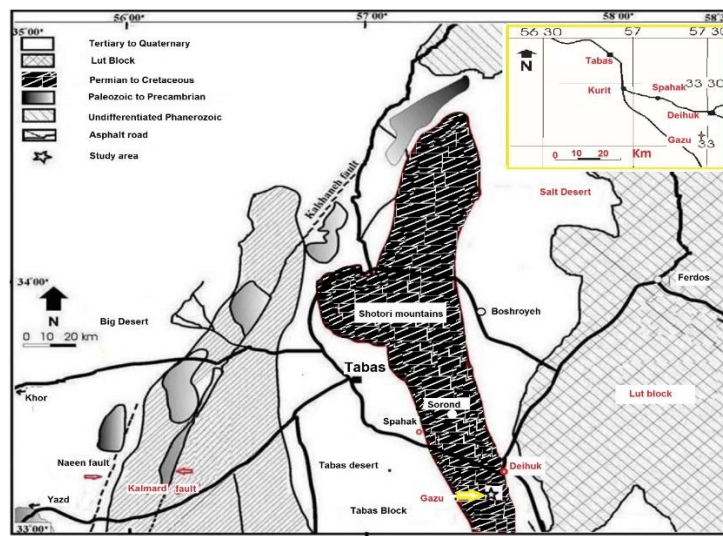 56°00'
57°00'
58°30'
35°00'
Tertiary to Quaternary
Lut Block
Permian to Cretaceous
Paleozoic to Precambrian
Undifferentiated Phanerozoic
Asphalt road
Study area
56 30
57
57 30
N
Tabas
Kurit
Spahak
33 30
Deihuk
Gazu
33
0 10 20
Km
Kalshaneh fault
Salt Desert
34°00'
N
0 10 20 km
Big Desert
Shotori mountains
Boshroyeh
Ferdos
Tabas
Khor
Lut block
Sorond
Spahak
Naeen fault
Tabas desert
Deihuk
Kalmard fault
Gazu
Yazd
Tabas Block
33°00'